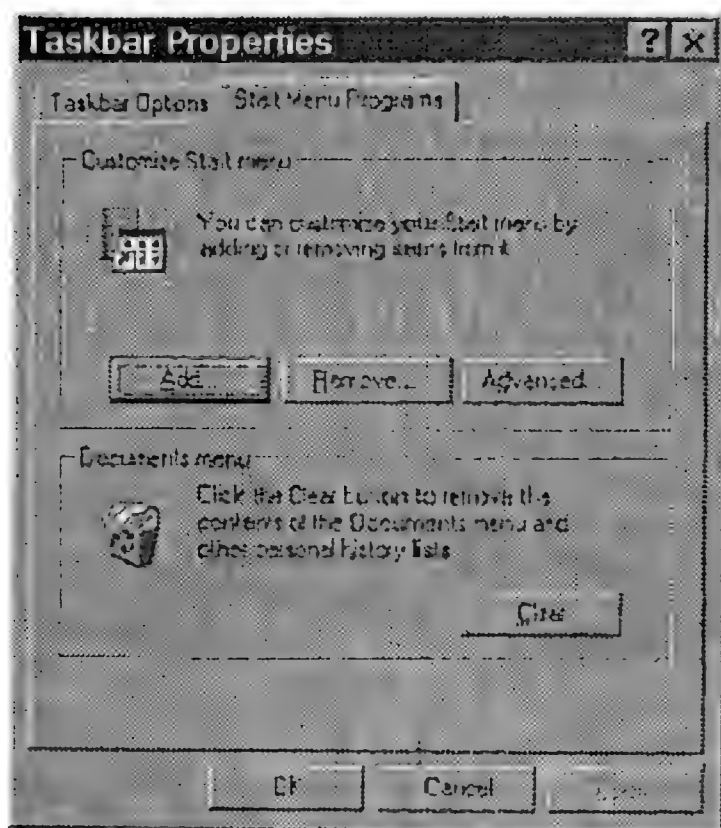 Taskbar Properties ? ×
Taskbar Options Start Menu Programs
Customize Start menu
You can customize your Start menu by
adding or removing items from it
Add... Remove... Advanced...
Documents menu
Click the Clear button to remove the
contents of the Documents menu and
other personal history lists
Clear
OK Cancel